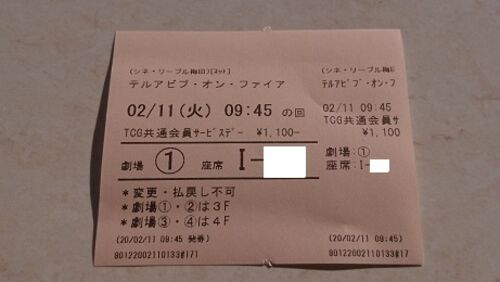 (シネ・リーブル梅田)[ﾈｯﾄ]
テルアビブ・オン・ファイア
02/11(火) 09:45 の回
TCG共通会員ｻｰﾋﾞｽﾃﾞｰ ¥1,100-
劇場 ① 座席 I-
*変更・払戻し不可
*劇場①・②は3F
*劇場③・④は4F
(20/02/11 09:45 発券)
80122002110133#171
(シネ・リーブル梅田
ﾃﾙｱﾋﾞﾌﾞ・ｵﾝ・ﾌ
02/11 09:45
TCG共通会員ｻ
¥1,100
劇場:①
座席:I-
(20/02/11 09:45)
80122002110133#17